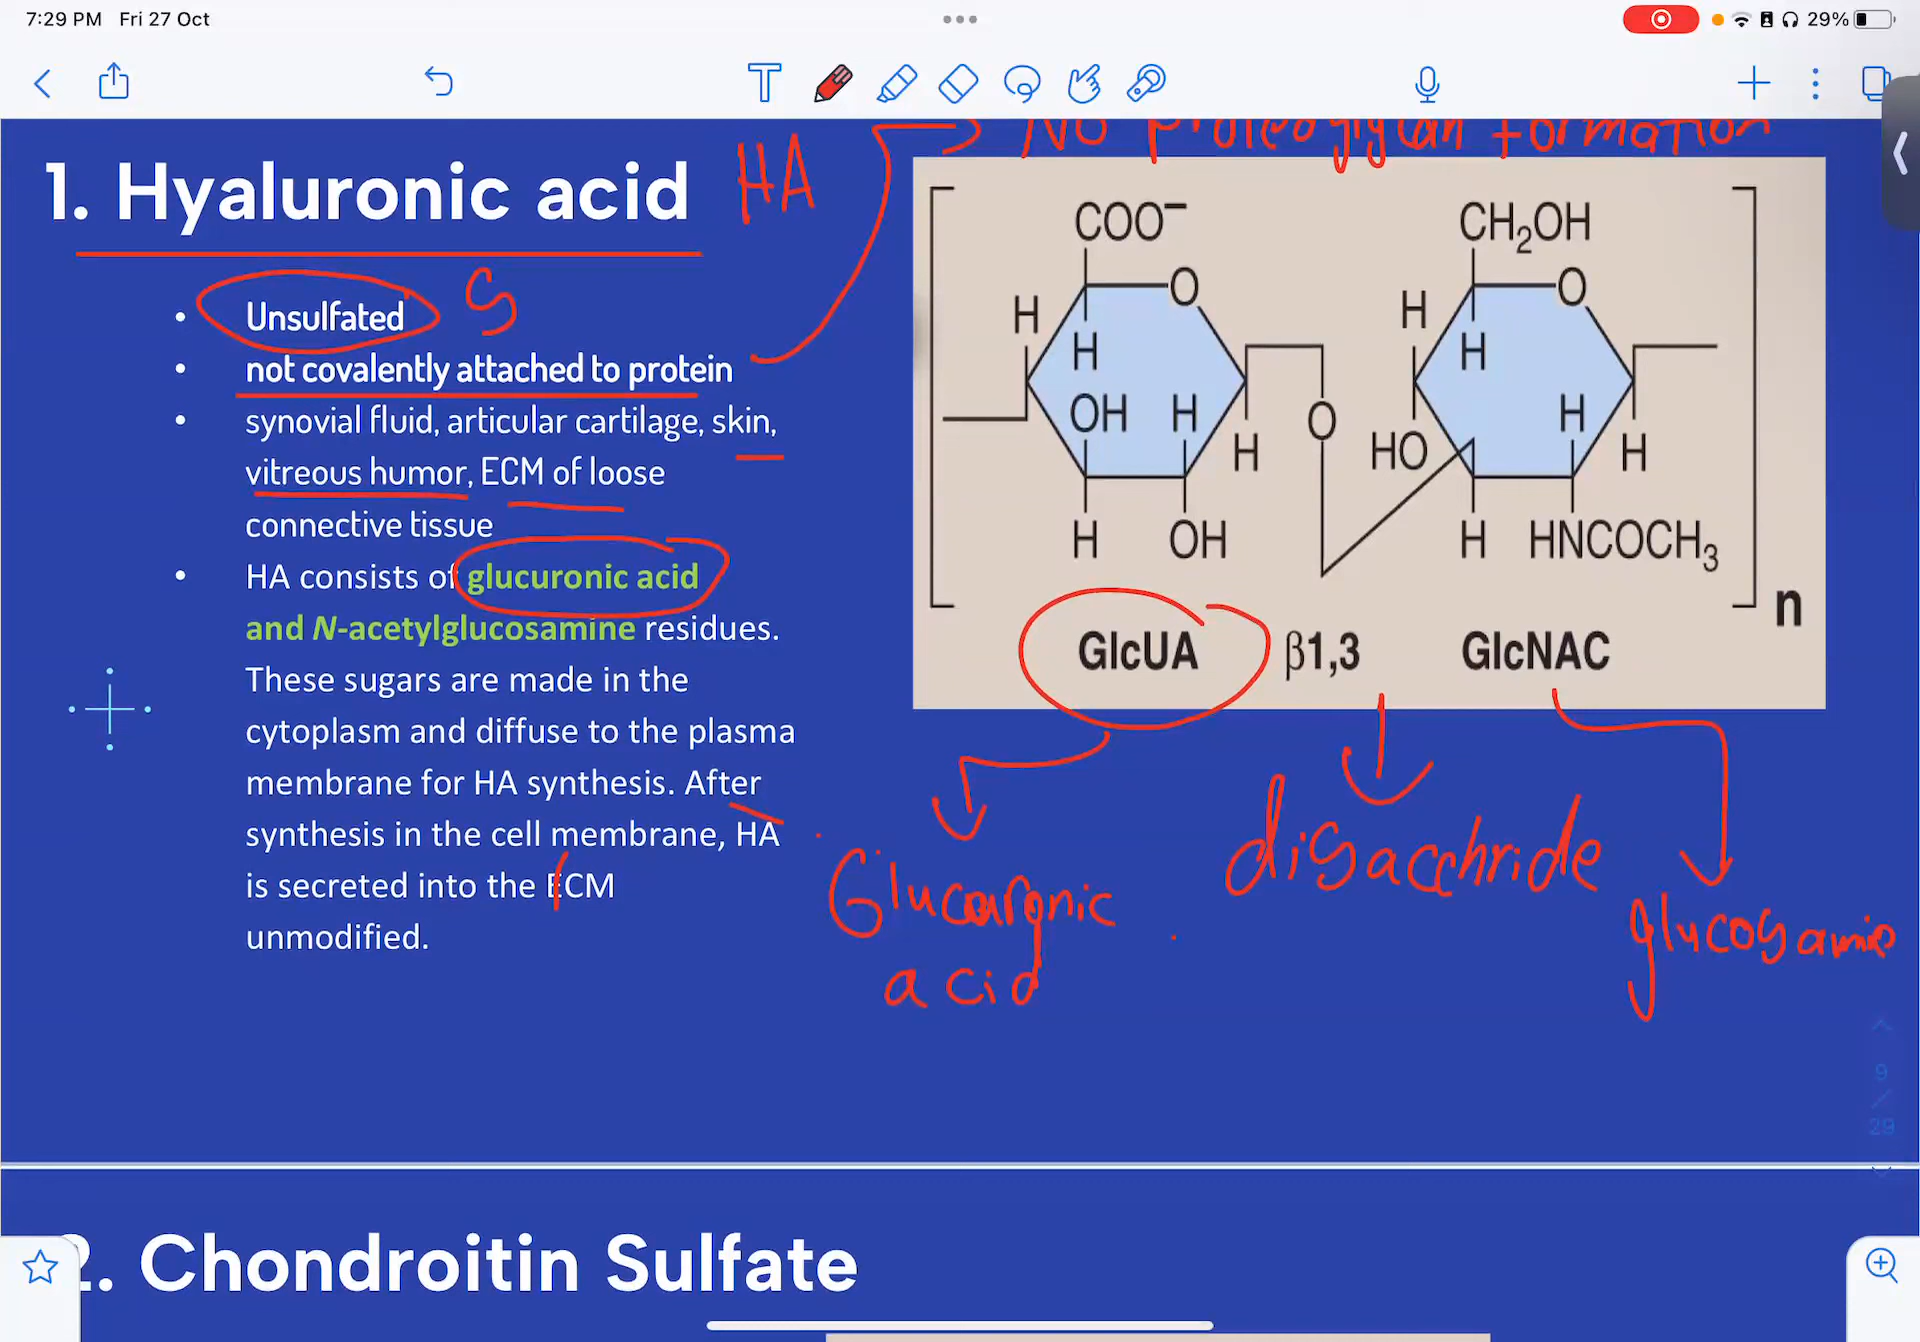 7:29 PM Fri 27 Oct
29%
No proteoglycan formation
1. Hyaluronic acid
HA
• Unsulfated
S
• not covalently attached to protein
• synovial fluid, articular cartilage, skin,
vitreous humor, ECM of loose
connective tissue
• HA consists of glucuronic acid
and N-acetylglucosamine residues.
These sugars are made in the
cytoplasm and diffuse to the plasma
membrane for HA synthesis. After
synthesis in the cell membrane, HA
is secreted into the ECM
unmodified.
COO⁻
CH₂OH
O
O
H
H
H
H
OH
H
H
O
HO
H
H
H
OH
H
HNCOCH₃
n
GlcUA
β1,3
GlcNAC
disacchride
acid
9
/
29
2. Chondroitin Sulfate